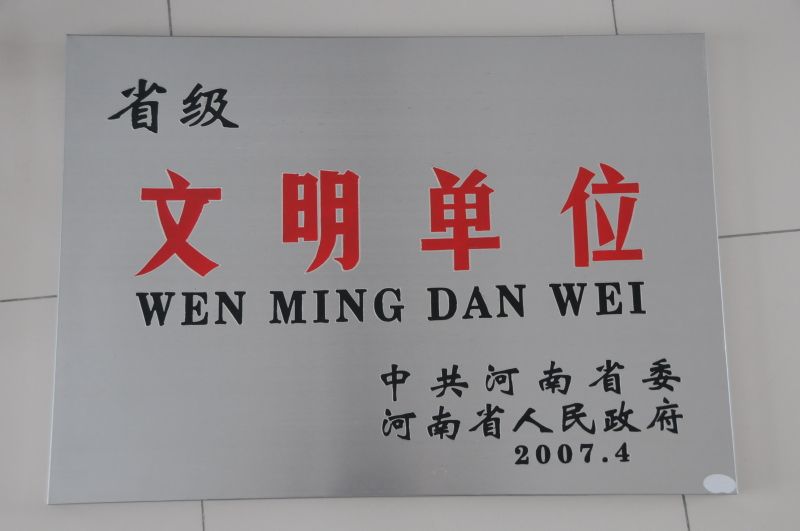 省级
文明单位
WEN MING DAN WEI
中共河南省委
河南省人民政府
2007.4